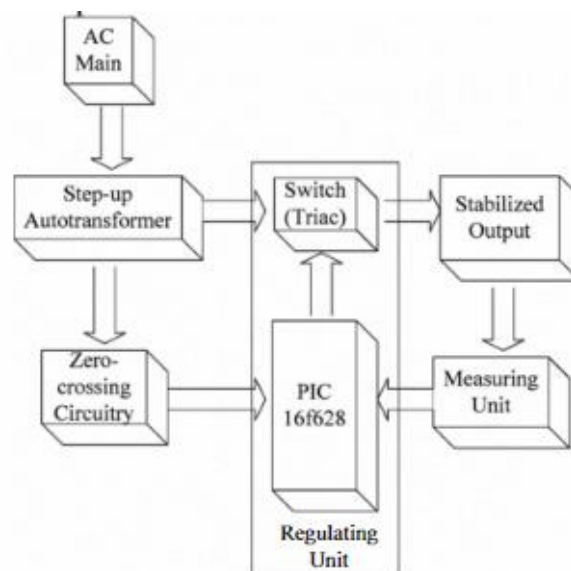 AC
Main
Step-up
Autotransformer
Switch
(Triac)
Stabilized
Output
Zero-
crossing
Circuitry
PIC
16f628
Measuring
Unit
Regulating
Unit